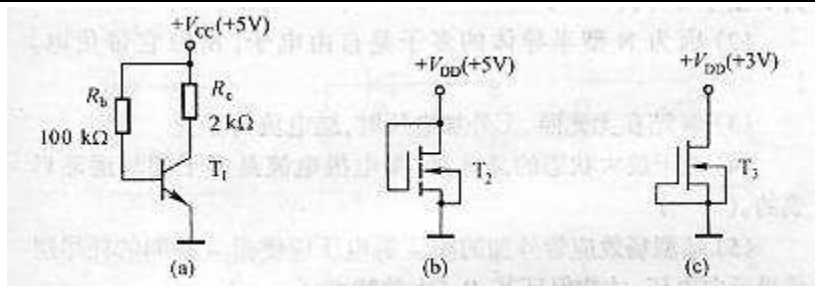 +V_CC(+5V)
R_b
R_c
100 kΩ
2 kΩ
T_1
(a)
+V_DD(+5V)
T_2
(b)
+V_DD(+3V)
T_3
(c)